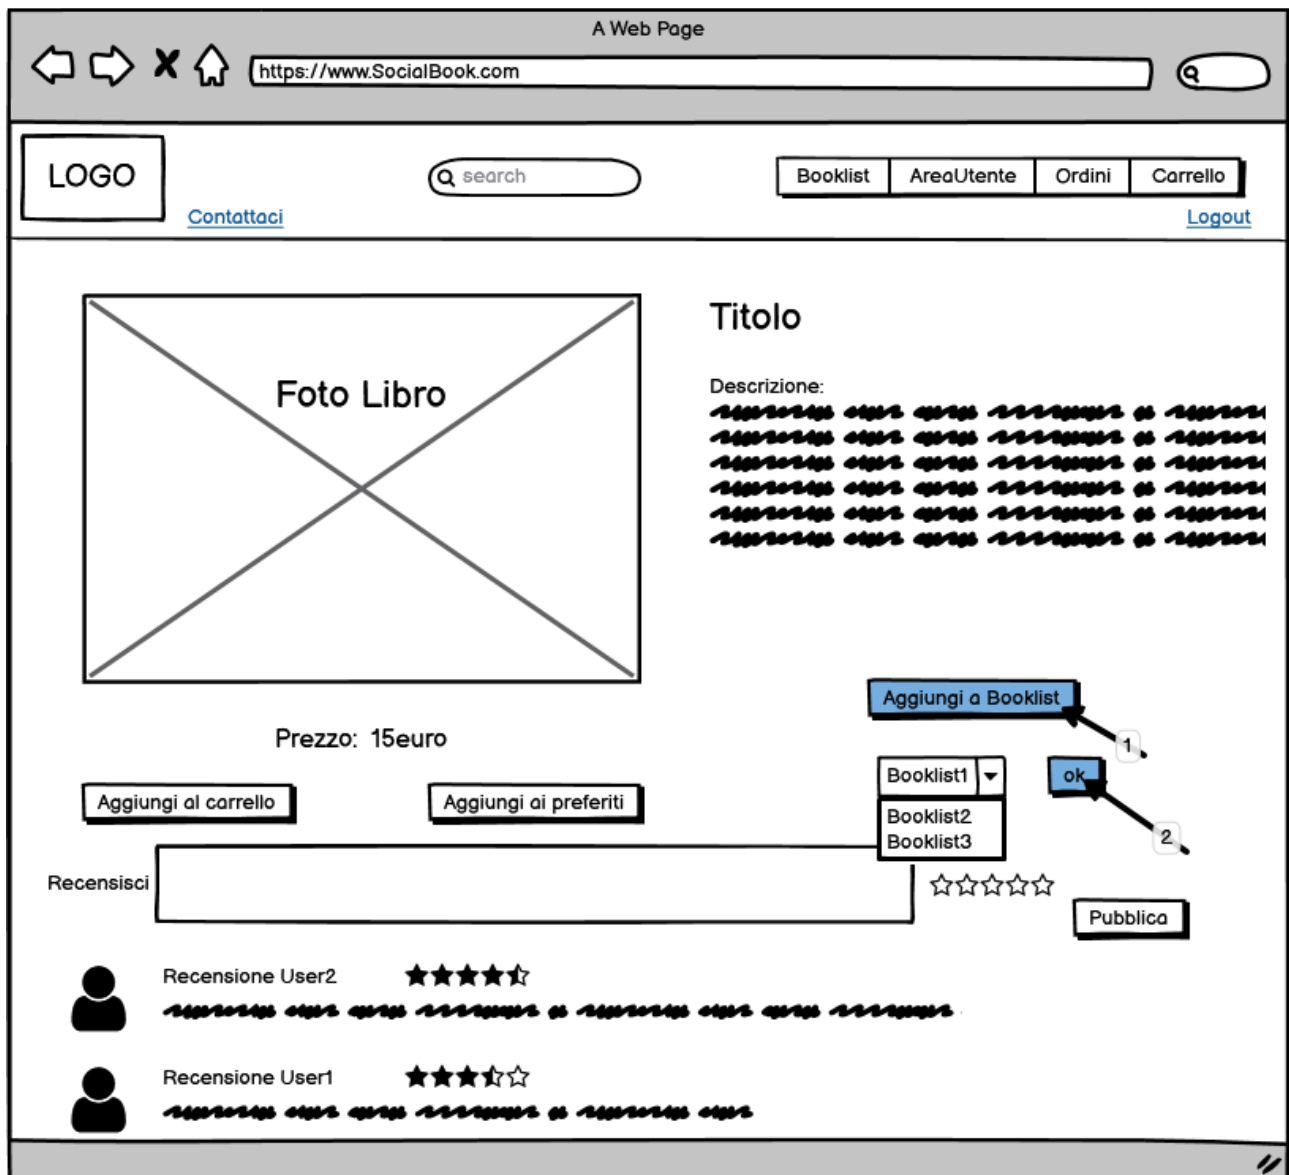 A Web Page
https://www.SocialBook.com
LOGO
search
Booklist AreaUtente Ordini Carrello
Contattaci
Logout
Foto Libro
Titolo
Descrizione:
Aggiungi a Booklist
1
Prezzo: 15euro
Booklist1
ok
Aggiungi al carrello
Aggiungi ai preferiti
Booklist2
Booklist3
2
Recensisci
Pubblica
Recensione User2
Recensione User1